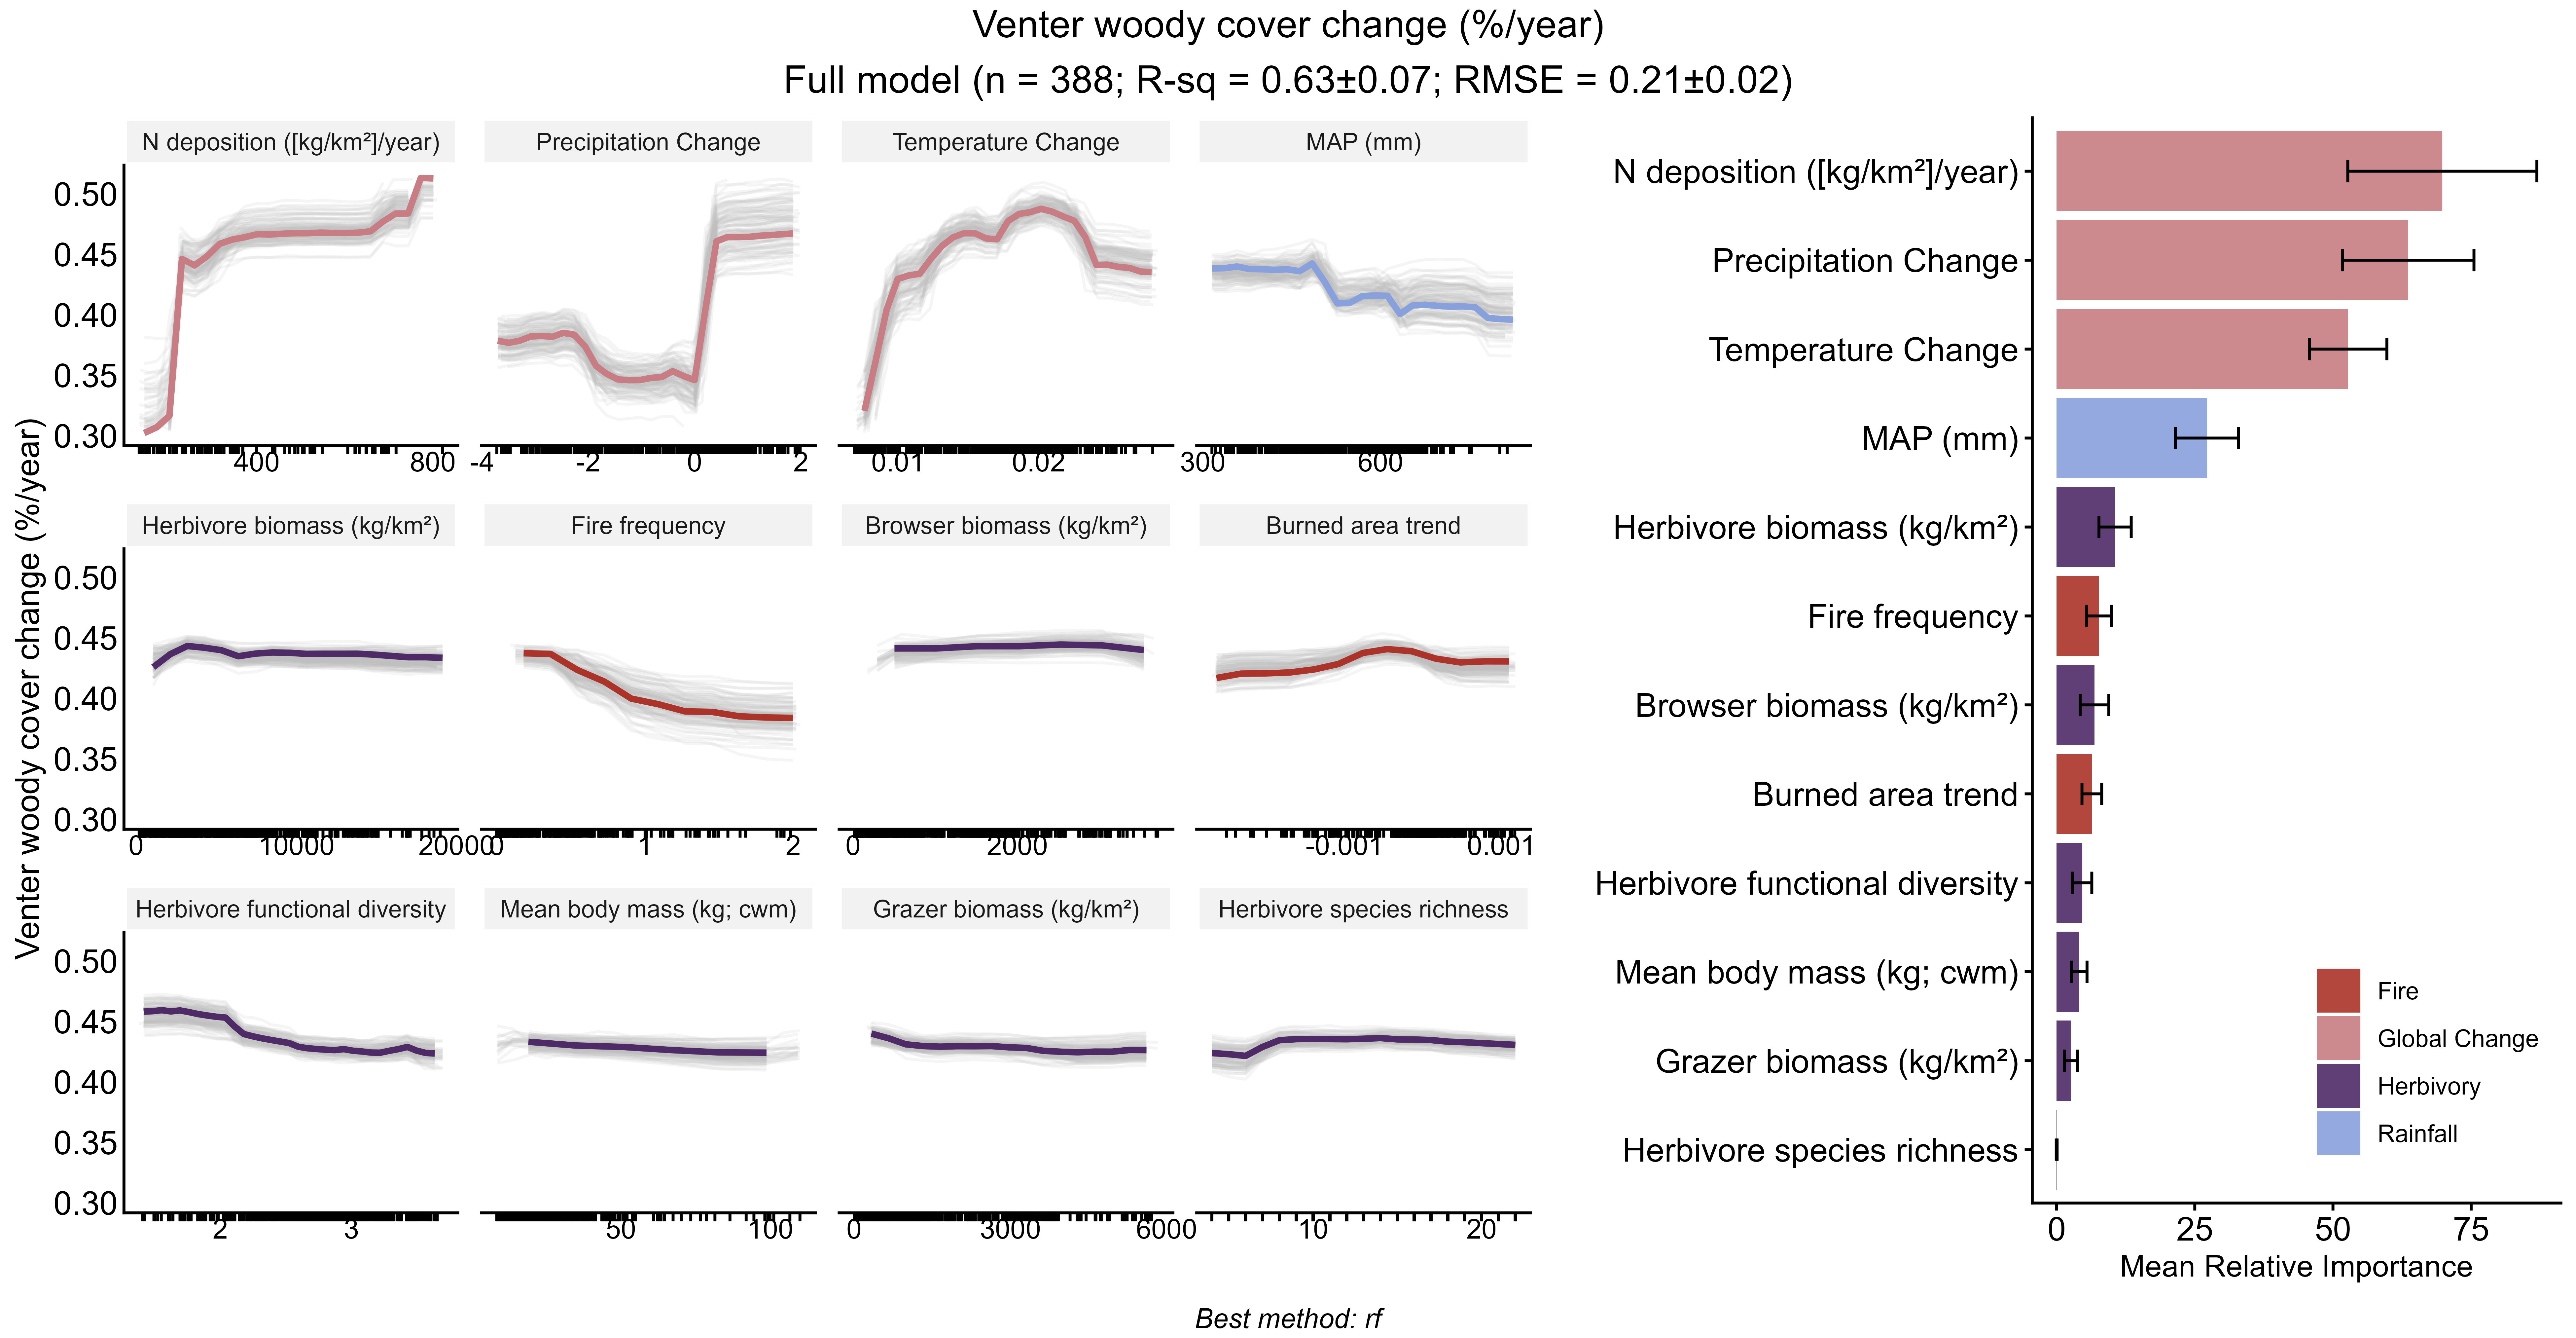 Venter woody cover change (%/year)
Full model (n = 388; R-sq = 0.63±0.07; RMSE = 0.21±0.02)
Venter woody cover change (%/year)
N deposition ([kg/km²]/year)
Precipitation Change
Temperature Change
MAP (mm)
0.50
0.45
0.40
0.35
0.30
400 800
-4 -2 0 2
0.01 0.02
300 600
Herbivore biomass (kg/km²)
Fire frequency
Browser biomass (kg/km²)
Burned area trend
0.50
0.45
0.40
0.35
0.30
0 10000 20000
0 1 2
0 2000
-0.001 0.001
Herbivore functional diversity
Mean body mass (kg; cwm)
Grazer biomass (kg/km²)
Herbivore species richness
0.50
0.45
0.40
0.35
0.30
2 3
50 100
0 3000 6000
10 20
N deposition ([kg/km²]/year)
Precipitation Change
Temperature Change
MAP (mm)
Herbivore biomass (kg/km²)
Fire frequency
Browser biomass (kg/km²)
Burned area trend
Herbivore functional diversity
Mean body mass (kg; cwm)
Grazer biomass (kg/km²)
Herbivore species richness
Fire
Global Change
Herbivory
Rainfall
0 25 50 75
Mean Relative Importance
Best method: rf